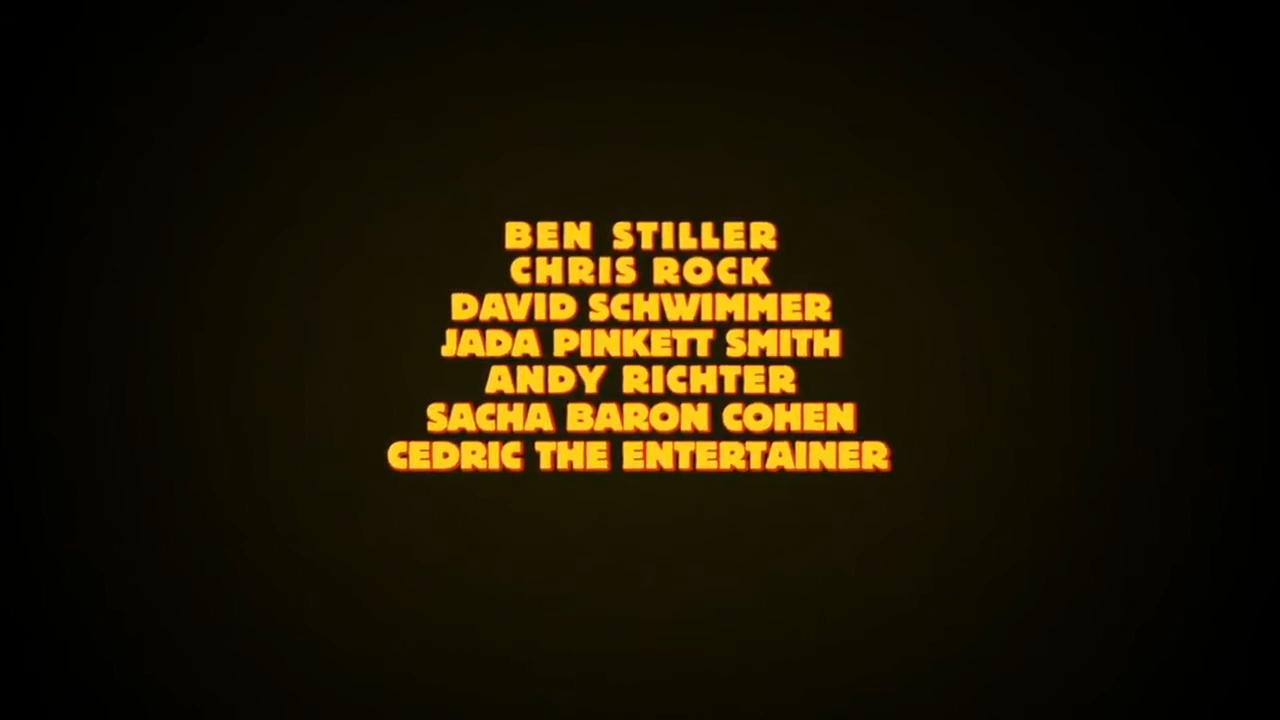 BEN STILLER
CHRIS ROCK
DAVID SCHWIMMER
JADA PINKETT SMITH
ANDY RICHTER
SACHA BARON COHEN
CEDRIC THE ENTERTAINER